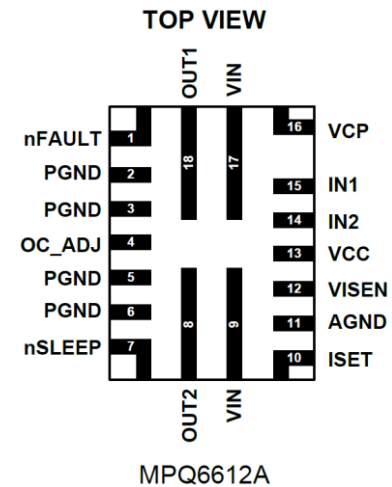 TOP VIEW
OUT1
VIN
nFAULT 1
PGND 2
PGND 3
OC_ADJ 4
PGND 5
PGND 6
nSLEEP 7
18
17
16 VCP
15 IN1
14 IN2
13 VCC
12 VISEN
11 AGND
10 ISET
8
9
OUT2
VIN
MPQ6612A